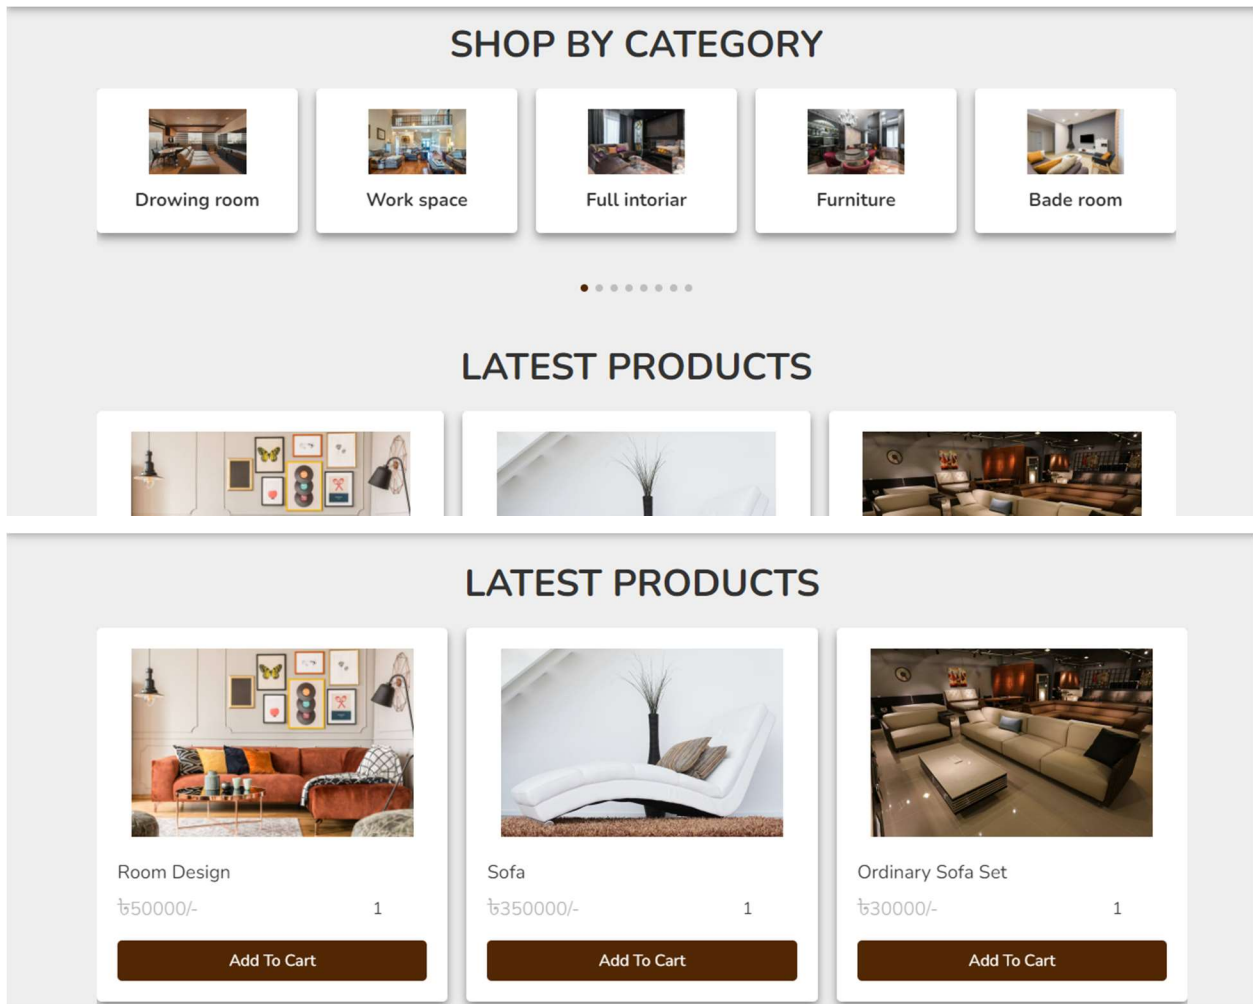 SHOP BY CATEGORY
Drowing room
Work space
Full intoriar
Furniture
Bade room
LATEST PRODUCTS
LATEST PRODUCTS
Room Design
৳50000/-
1
Add To Cart
Sofa
৳350000/-
1
Add To Cart
Ordinary Sofa Set
৳30000/-
1
Add To Cart